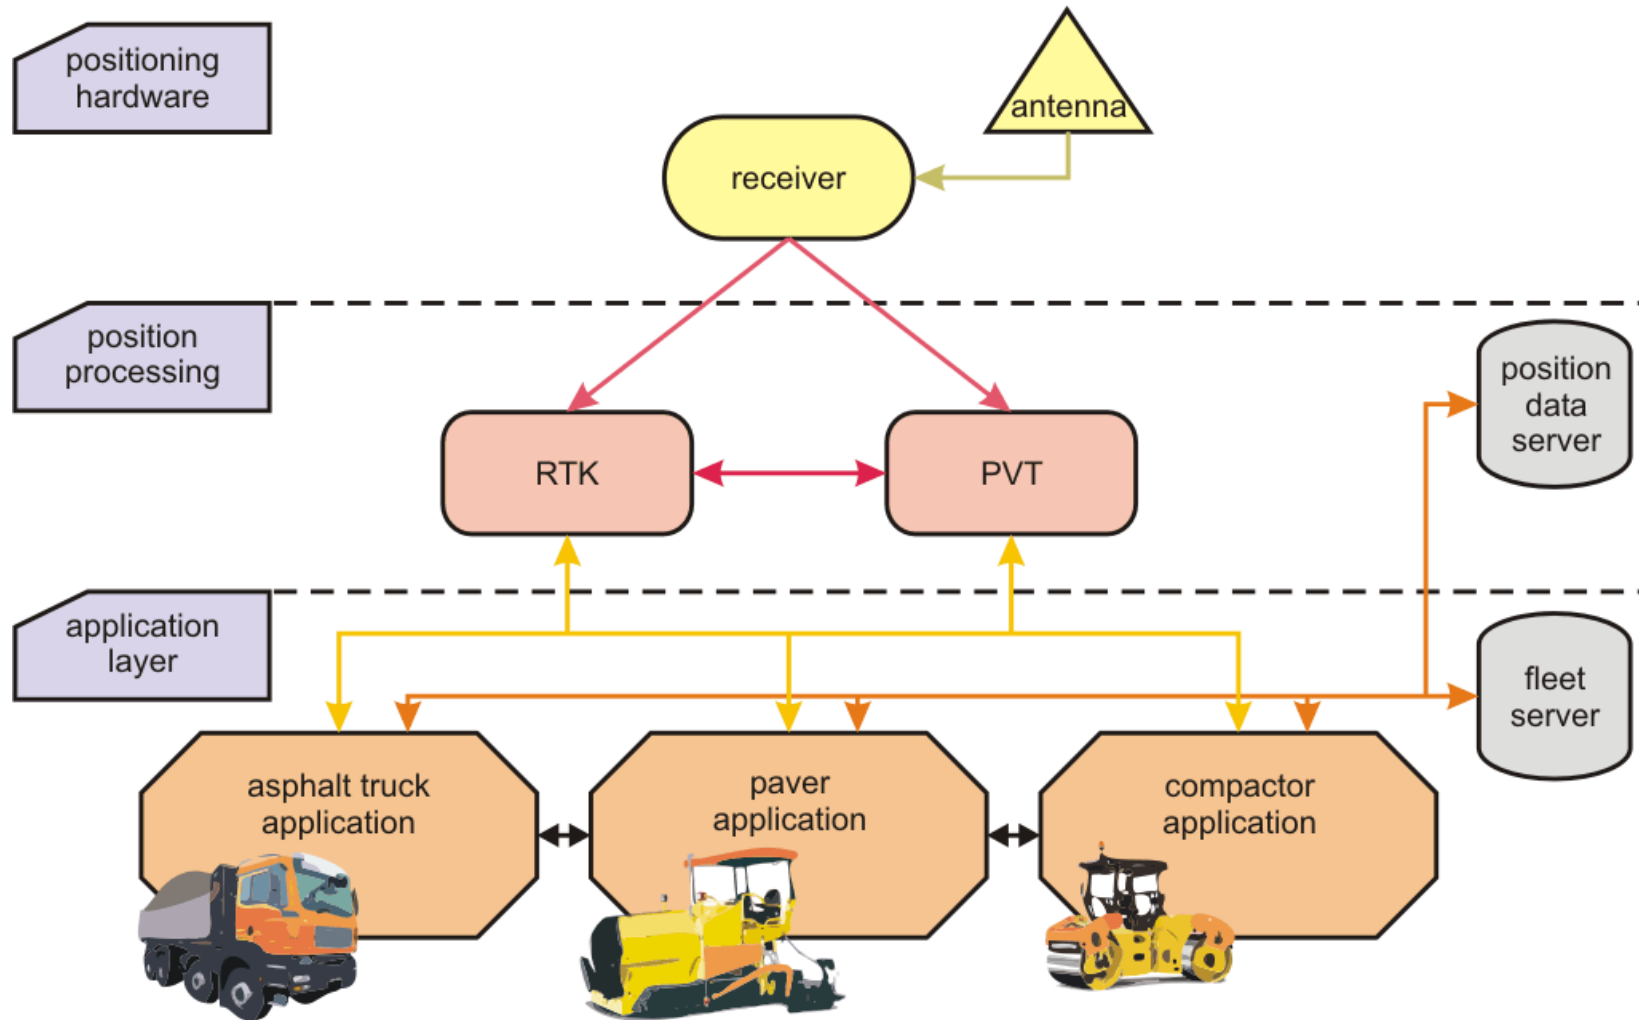 positioning
hardware
antenna
receiver
position
processing
position
data
server
RTK
PVT
application
layer
fleet
server
asphalt truck
application
paver
application
compactor
application